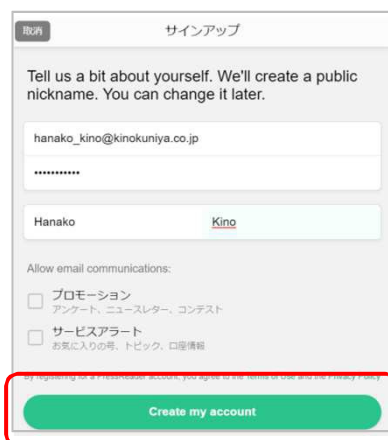 取消
サインアップ
Tell us a bit about yourself. We'll create a public
nickname. You can change it later.
hanako_kino@kinokuniya.co.jp
•••••••••••
Hanako Kino
Allow email communications:
プロモーション
アンケート、ニュースレター、コンテスト
サービスアラート
お気に入りの号、トピック、口座情報
By registering for a PressReader account, you agree to the Terms of Use and the Privacy Policy
Create my account